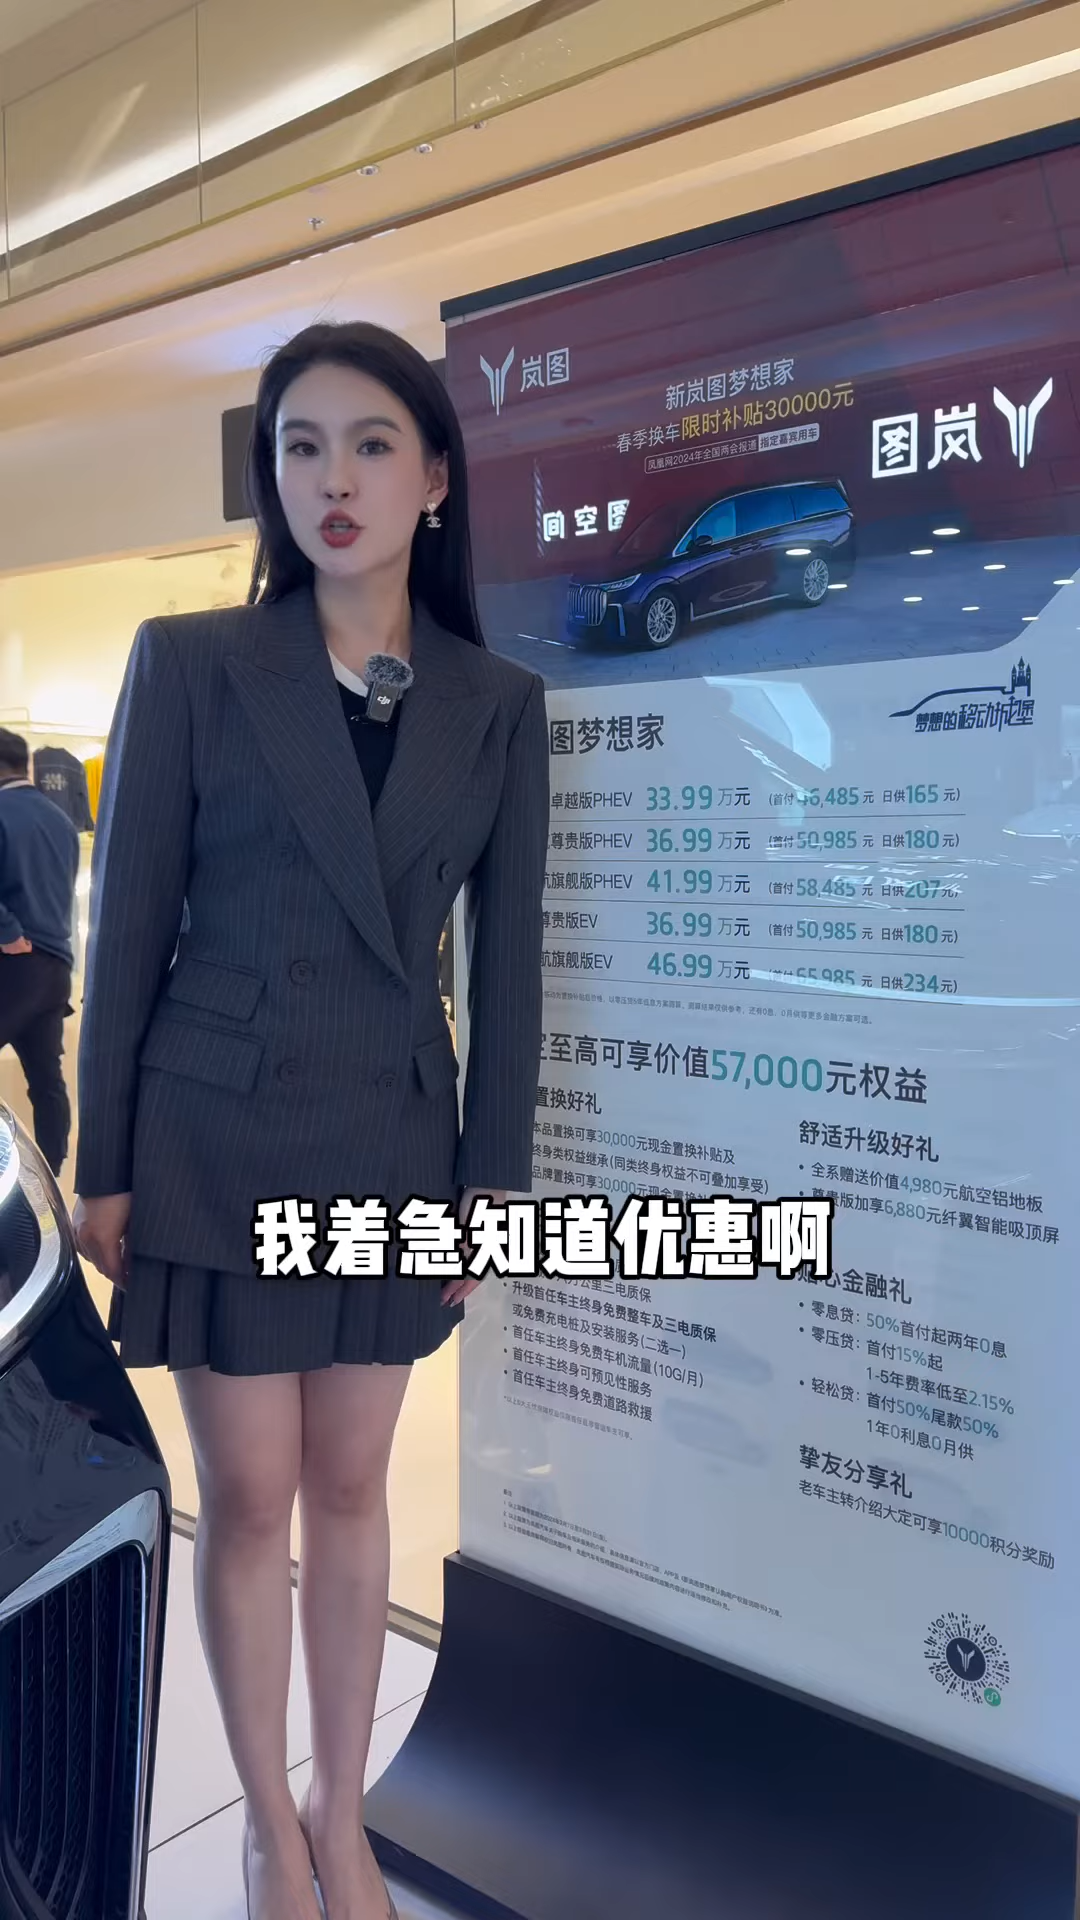 岚图
新岚图梦想家
春季换车限时补贴30000元
凤凰网2024年全国两会报道 指定嘉宾用车
岚图
图空间
梦想的移动城堡
图梦想家
卓越版PHEV 33.99万元 (首付46,485元 日供165元)
尊贵版PHEV 36.99万元 (首付50,985元 日供180元)
航旗舰版PHEV 41.99万元 (首付58,485元 日供207元)
尊贵版EV 36.99万元 (首付50,985元 日供180元)
航旗舰版EV 46.99万元 (首付65,985元 日供234元)
定至高可享价值57,000元权益
置换好礼
本品置换可享30,000元现金置换补贴及
终身类权益继承(同类终身权益不可叠加享受)
品牌置换可享30,000元现金置换补
万公里三电质保
• 升级首任车主终身免费整车及三电质保
或免费充电桩及安装服务(二选一)
• 首任车主终身免费车机流量(10G/月)
• 首任车主终身可预见性服务
• 首任车主终身免费道路救援
舒适升级好礼
• 全系赠送价值4,980元航空铝地板
• 尊贵版加享6,880元纤翼智能吸顶屏
贴心金融礼
• 零息贷：50%首付起两年0息
• 零压贷：首付15%起
1-5年费率低至2.15%
• 轻松贷：首付50%尾款50%
1年0利息0月供
挚友分享礼
老车主转介绍大定可享10000积分奖励
我着急知道优惠啊